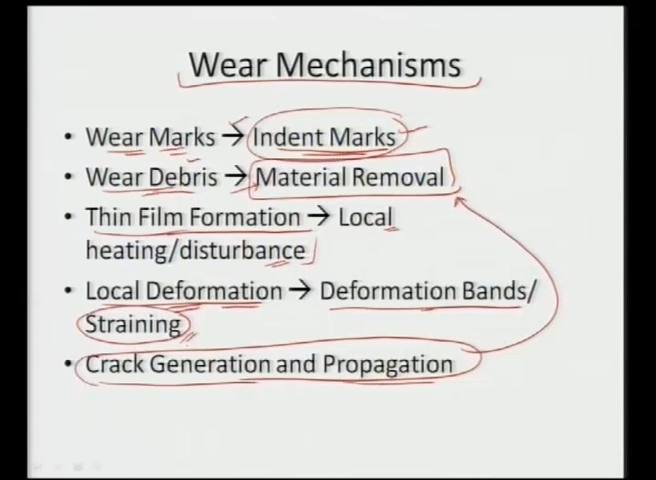 Wear Mechanisms
• Wear Marks → Indent Marks
• Wear Debris → Material Removal
• Thin Film Formation → Local
heating/disturbance
• Local Deformation → Deformation Bands/
Straining
• Crack Generation and Propagation